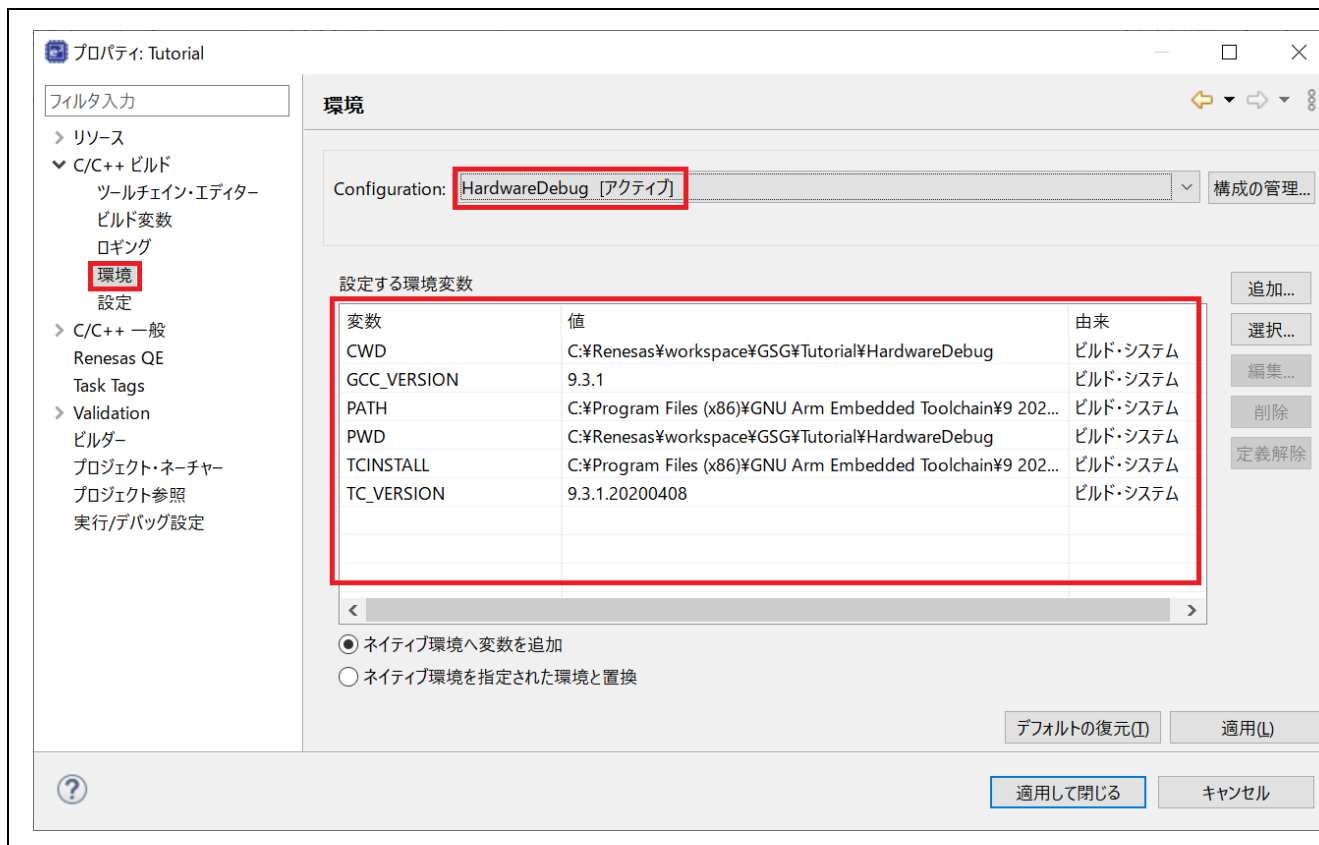 プロパティ: Tutorial
フィルタ入力
リソース
C/C++ ビルド
ツールチェイン・エディター
ビルド変数
ロギング
環境
設定
C/C++ 一般
Renesas QE
Task Tags
Validation
ビルダー
プロジェクト・ネーチャー
プロジェクト参照
実行/デバッグ設定
環境
Configuration: HardwareDebug [アクティブ] 構成の管理...
設定する環境変数
変数 値 由来
CWD C:¥Renesas¥workspace¥GSG¥Tutorial¥HardwareDebug ビルド・システム
GCC_VERSION 9.3.1 ビルド・システム
PATH C:¥Program Files (x86)¥GNU Arm Embedded Toolchain¥9 202... ビルド・システム
PWD C:¥Renesas¥workspace¥GSG¥Tutorial¥HardwareDebug ビルド・システム
TCINSTALL C:¥Program Files (x86)¥GNU Arm Embedded Toolchain¥9 202... ビルド・システム
TC_VERSION 9.3.1.20200408 ビルド・システム
追加...
選択...
編集...
削除
定義解除
ネイティブ環境へ変数を追加
ネイティブ環境を指定された環境と置換
デフォルトの復元(T) 適用(L)
適用して閉じる キャンセル